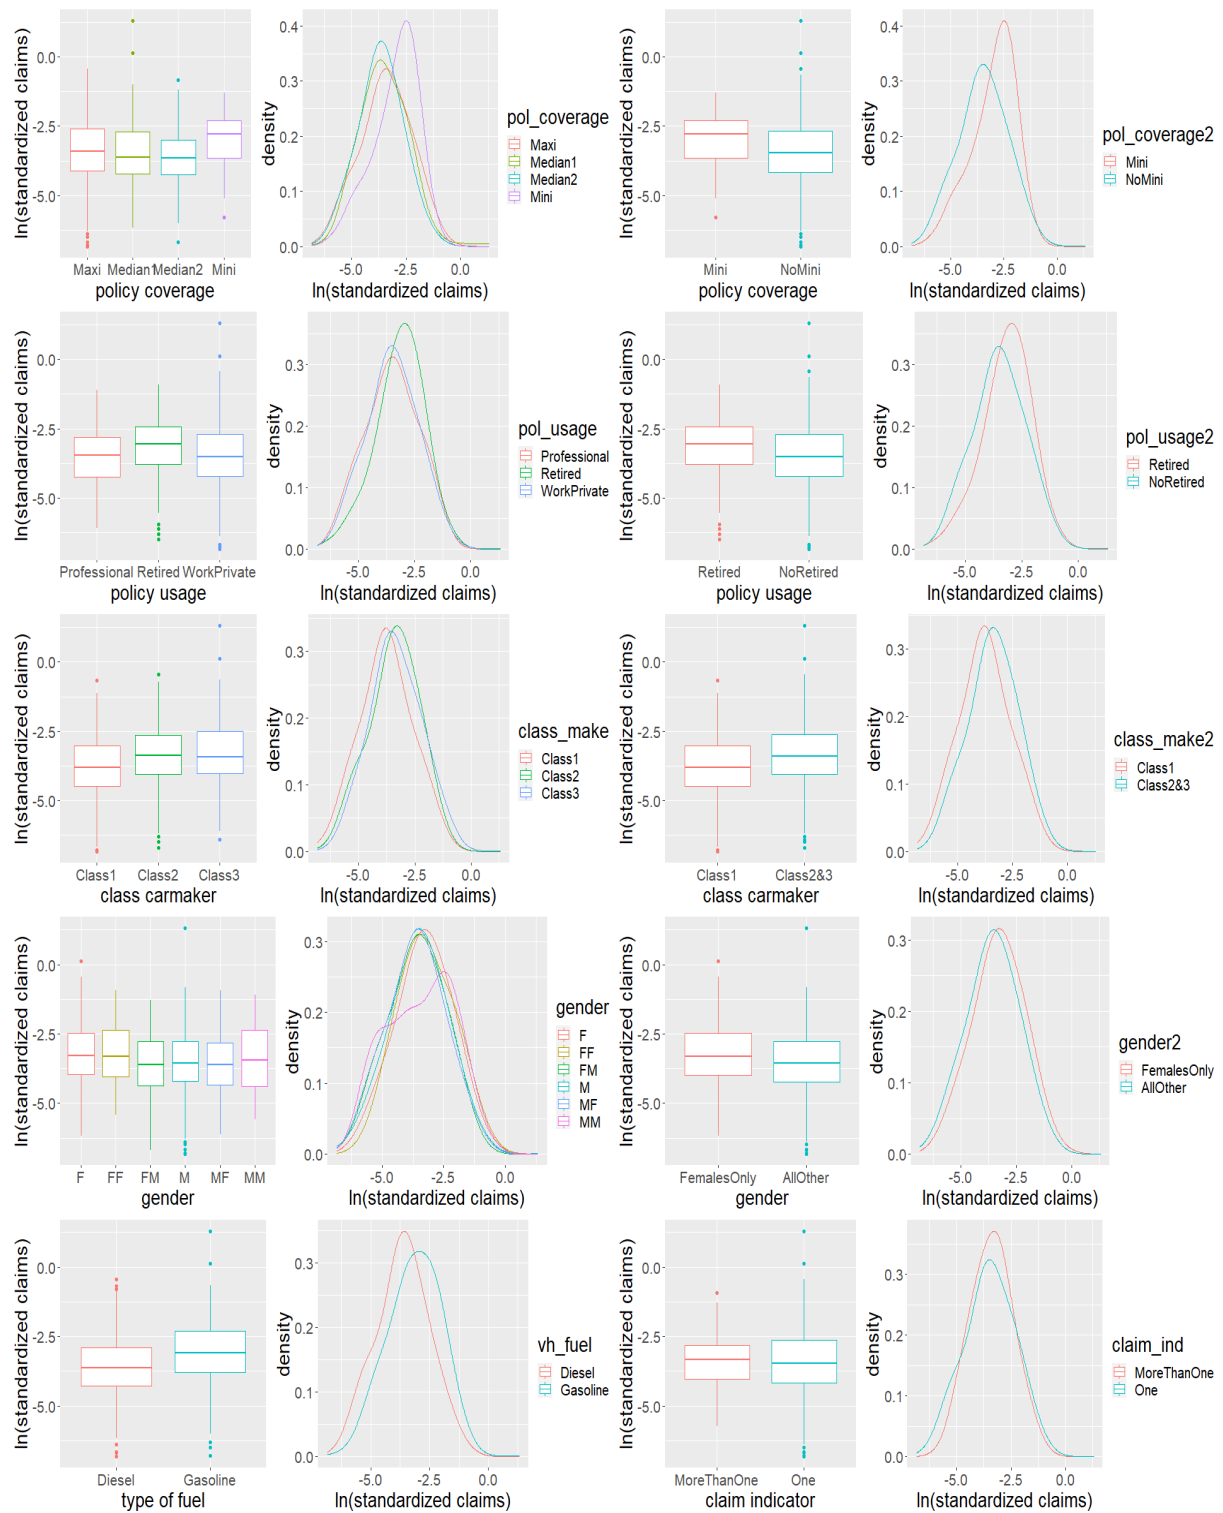 ln(standardized claims)
0.0
-2.5
-5.0
Maxi Median1 Median2 Mini
policy coverage
density
0.4
0.3
0.2
0.1
0.0
-5.0 -2.5 0.0
ln(standardized claims)
pol_coverage
Maxi
Median1
Median2
Mini
ln(standardized claims)
0.0
-2.5
-5.0
Mini NoMini
policy coverage
density
0.4
0.3
0.2
0.1
0.0
-5.0 -2.5 0.0
ln(standardized claims)
pol_coverage2
Mini
NoMini
ln(standardized claims)
0.0
-2.5
-5.0
Professional Retired WorkPrivate
policy usage
density
0.3
0.2
0.1
0.0
-5.0 -2.5 0.0
ln(standardized claims)
pol_usage
Professional
Retired
WorkPrivate
ln(standardized claims)
0.0
-2.5
-5.0
Retired NoRetired
policy usage
density
0.3
0.2
0.1
0.0
-5.0 -2.5 0.0
ln(standardized claims)
pol_usage2
Retired
NoRetired
ln(standardized claims)
0.0
-2.5
-5.0
Class1 Class2 Class3
class carmaker
density
0.3
0.2
0.1
0.0
-5.0 -2.5 0.0
ln(standardized claims)
class_make
Class1
Class2
Class3
ln(standardized claims)
0.0
-2.5
-5.0
Class1 Class2&3
class carmaker
density
0.3
0.2
0.1
0.0
-5.0 -2.5 0.0
ln(standardized claims)
class_make2
Class1
Class2&3
ln(standardized claims)
0.0
-2.5
-5.0
F FF FM M MF MM
gender
density
0.3
0.2
0.1
0.0
-5.0 -2.5 0.0
ln(standardized claims)
gender
F
FF
FM
M
MF
MM
ln(standardized claims)
0.0
-2.5
-5.0
FemalesOnly AllOther
gender
density
0.3
0.2
0.1
0.0
-5.0 -2.5 0.0
ln(standardized claims)
gender2
FemalesOnly
AllOther
ln(standardized claims)
0.0
-2.5
-5.0
Diesel Gasoline
type of fuel
density
0.3
0.2
0.1
0.0
-5.0 -2.5 0.0
ln(standardized claims)
vh_fuel
Diesel
Gasoline
ln(standardized claims)
0.0
-2.5
-5.0
MoreThanOne One
claim indicator
density
0.3
0.2
0.1
0.0
-5.0 -2.5 0.0
ln(standardized claims)
claim_ind
MoreThanOne
One